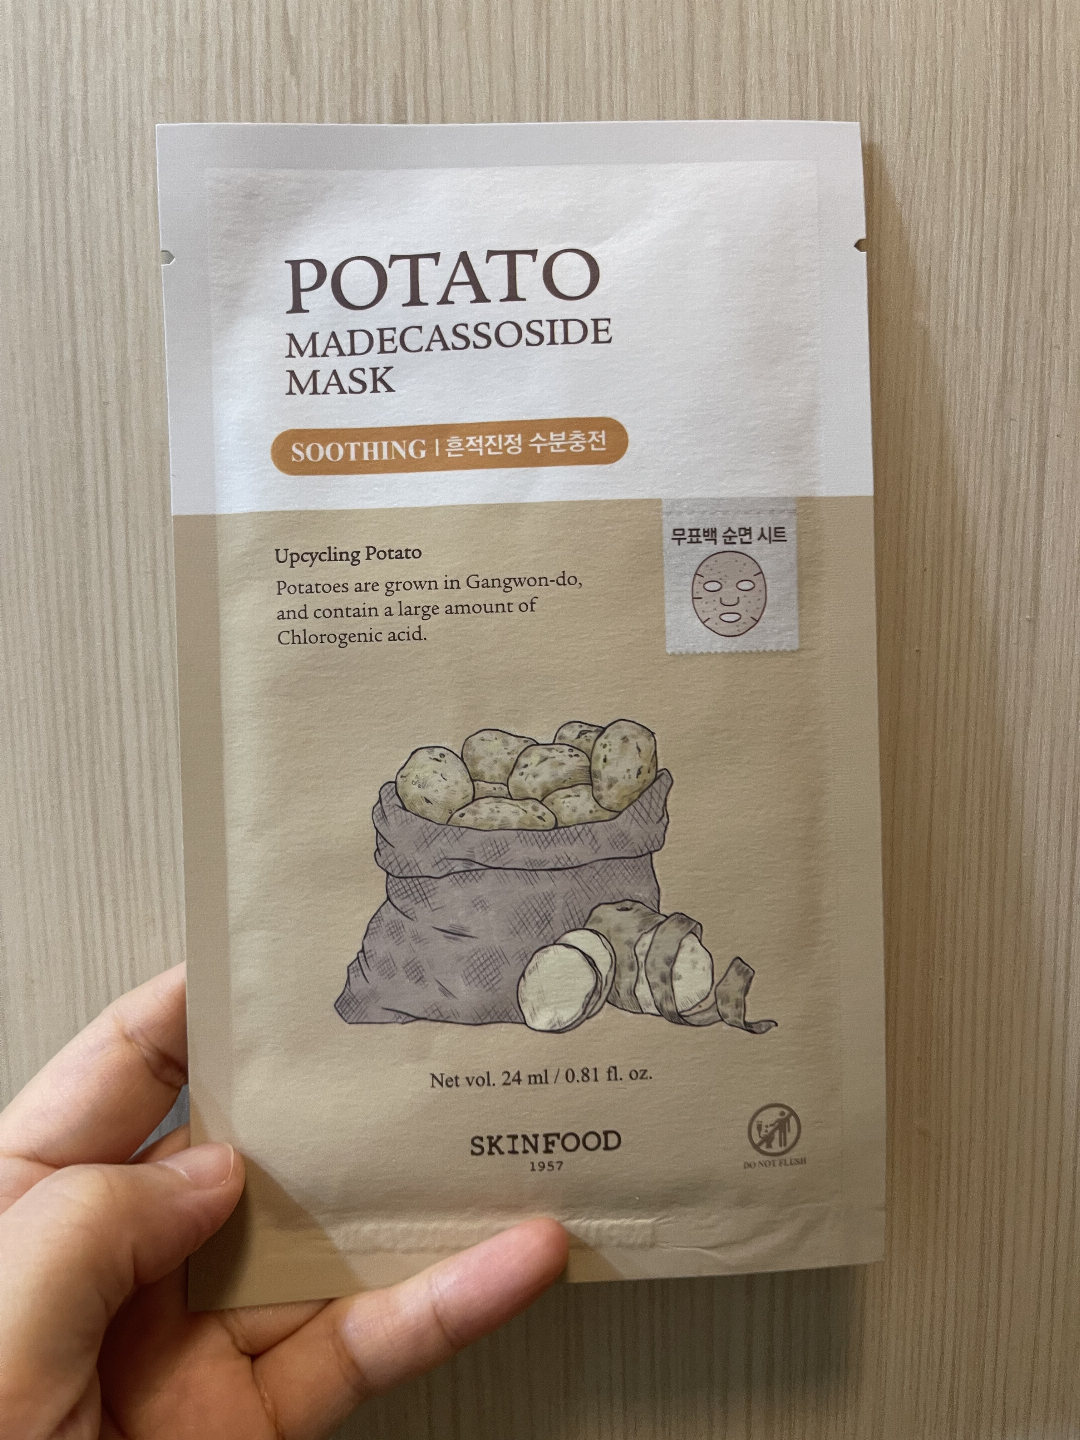 POTATO
MADECASSOSIDE
MASK
SOOTHING | 흔적진정 수분충전
Upcycling Potato
Potatoes are grown in Gangwon-do,
and contain a large amount of
Chlorogenic acid.
무표백 순면 시트
Net vol. 24 ml / 0.81 fl. oz.
SKINFOOD
1957
DO NOT FLUSH